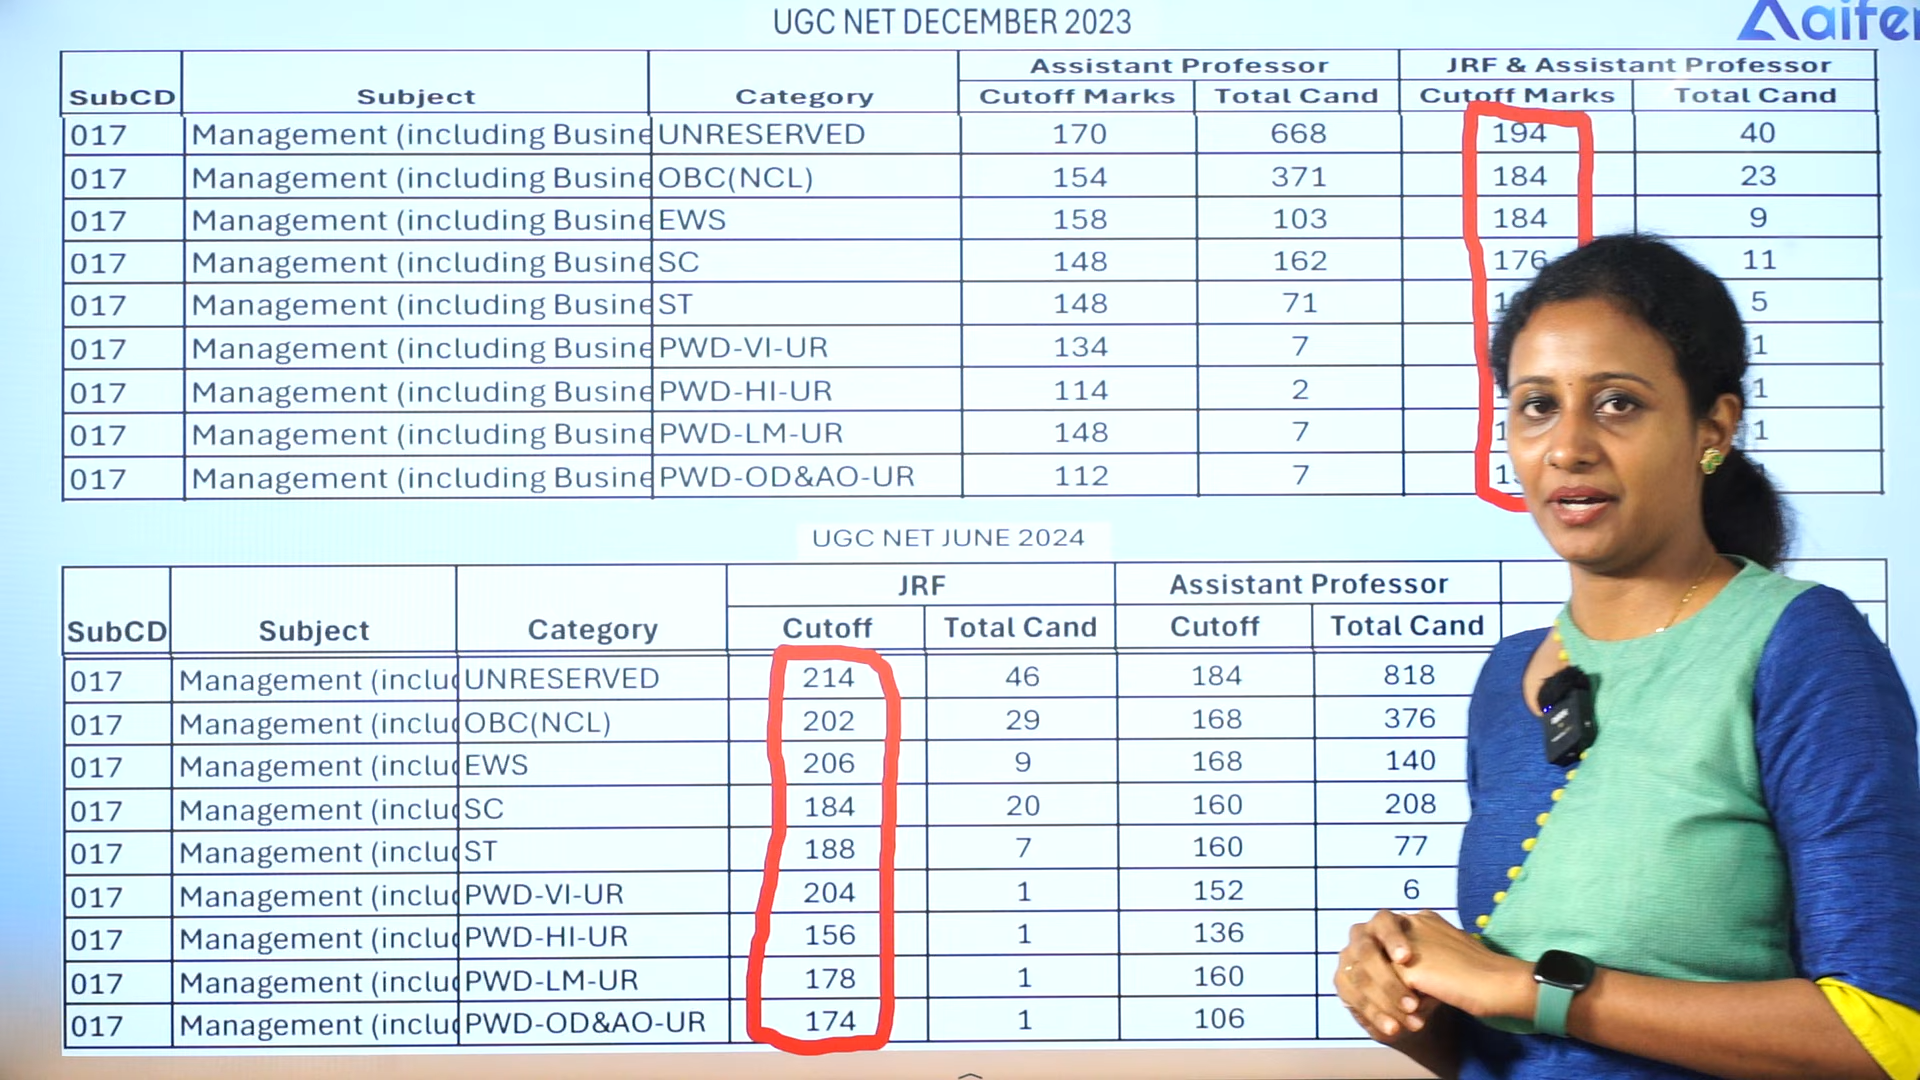 UGC NET DECEMBER 2023
Aaifer
Assistant Professor JRF & Assistant Professor
SubCD Subject Category Cutoff Marks Total Cand Cutoff Marks Total Cand
017 Management (including Busine UNRESERVED 170 668 194 40
017 Management (including Busine OBC(NCL) 154 371 184 23
017 Management (including Busine EWS 158 103 184 9
017 Management (including Busine SC 148 162 176 11
017 Management (including Busine ST 148 71 5
017 Management (including Busine PWD-VI-UR 134 7 1
017 Management (including Busine PWD-HI-UR 114 2 1
017 Management (including Busine PWD-LM-UR 148 7 1
017 Management (including Busine PWD-OD&AO-UR 112 7
UGC NET JUNE 2024
JRF Assistant Professor
SubCD Subject Category Cutoff Total Cand Cutoff Total Cand
017 Management (inclu UNRESERVED 214 46 184 818
017 Management (inclu OBC(NCL) 202 29 168 376
017 Management (inclu EWS 206 9 168 140
017 Management (inclu SC 184 20 160 208
017 Management (inclu ST 188 7 160 77
017 Management (inclu PWD-VI-UR 204 1 152 6
017 Management (inclu PWD-HI-UR 156 1 136
017 Management (inclu PWD-LM-UR 178 1 160
017 Management (inclu PWD-OD&AO-UR 174 1 106